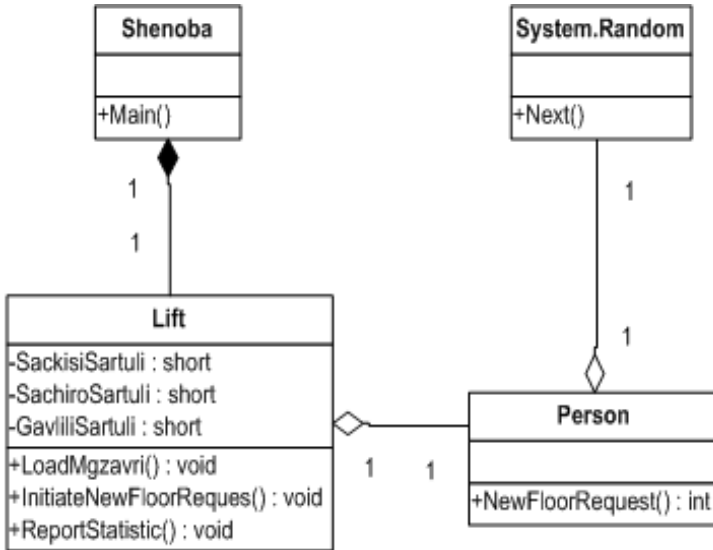 Shenoba
+Main()
System.Random
+Next()
1
1
1
1
Lift
-SackisiSartuli : short
-SachiroSartuli : short
-GavliliSartuli : short
+LoadMgzavri() : void
+InitiateNewFloorReques() : void
+ReportStatistic() : void
1
1
Person
+NewFloorRequest() : int